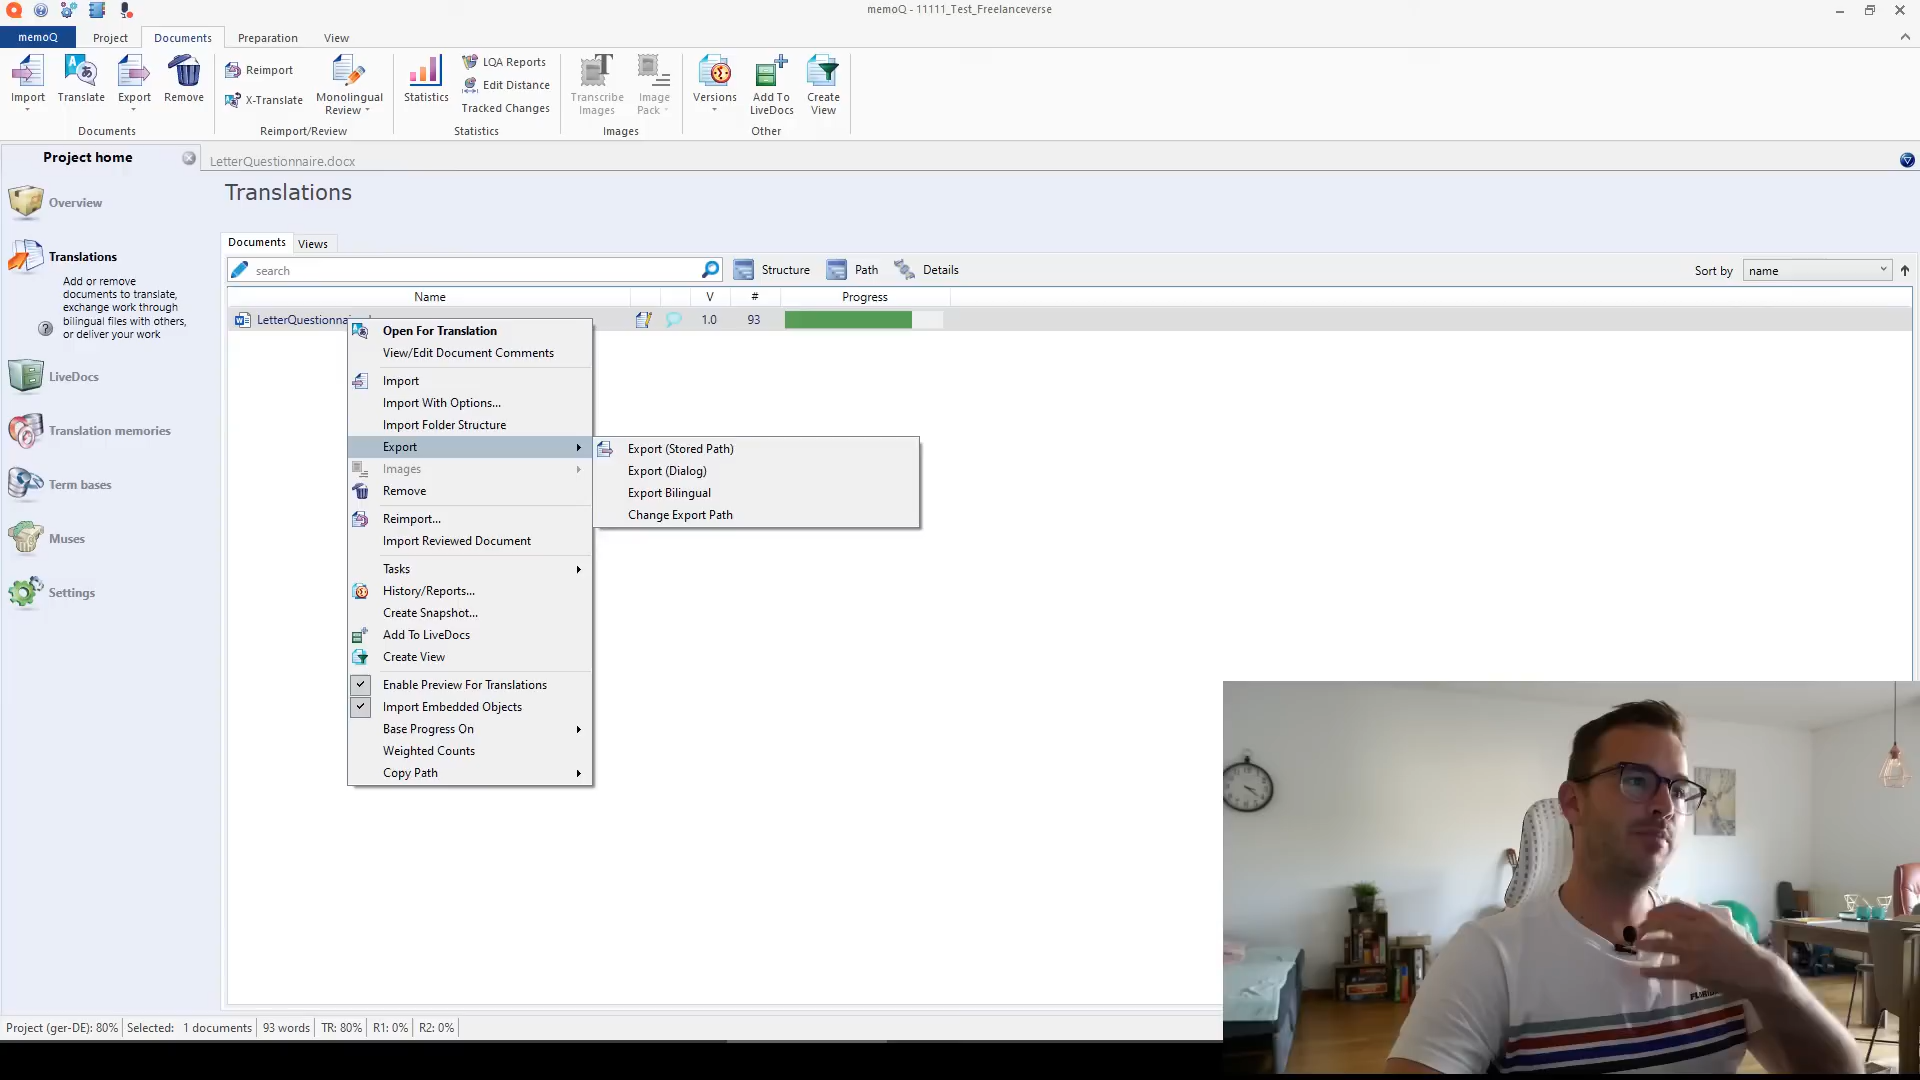 memoQ - 11111_Test_Freelanceverse
memoQ Project Documents Preparation View
Import
Translate
Export
Remove
Documents
Reimport
X-Translate
Monolingual Review
Reimport/Review
Statistics
LQA Reports
Edit Distance
Tracked Changes
Statistics
Transcribe Images
Image Pack
Images
Versions
Add To LiveDocs
Create View
Other
Project home
LetterQuestionnaire.docx
Overview
Translations
Add or remove
documents to translate,
exchange work through
bilingual files with others,
or deliver your work
LiveDocs
Translation memories
Term bases
Muses
Settings
Translations
Documents Views
search
Structure Path Details
Sort by name
Name V # Progress
LetterQuestionnaire 1.0 93
Open For Translation
View/Edit Document Comments
Import
Import With Options...
Import Folder Structure
Export
Images
Remove
Reimport...
Import Reviewed Document
Tasks
History/Reports...
Create Snapshot...
Add To LiveDocs
Create View
Enable Preview For Translations
Import Embedded Objects
Base Progress On
Weighted Counts
Copy Path
Export (Stored Path)
Export (Dialog)
Export Bilingual
Change Export Path
Project (ger-DE): 80% Selected: 1 documents 93 words TR: 80% R1: 0% R2: 0%